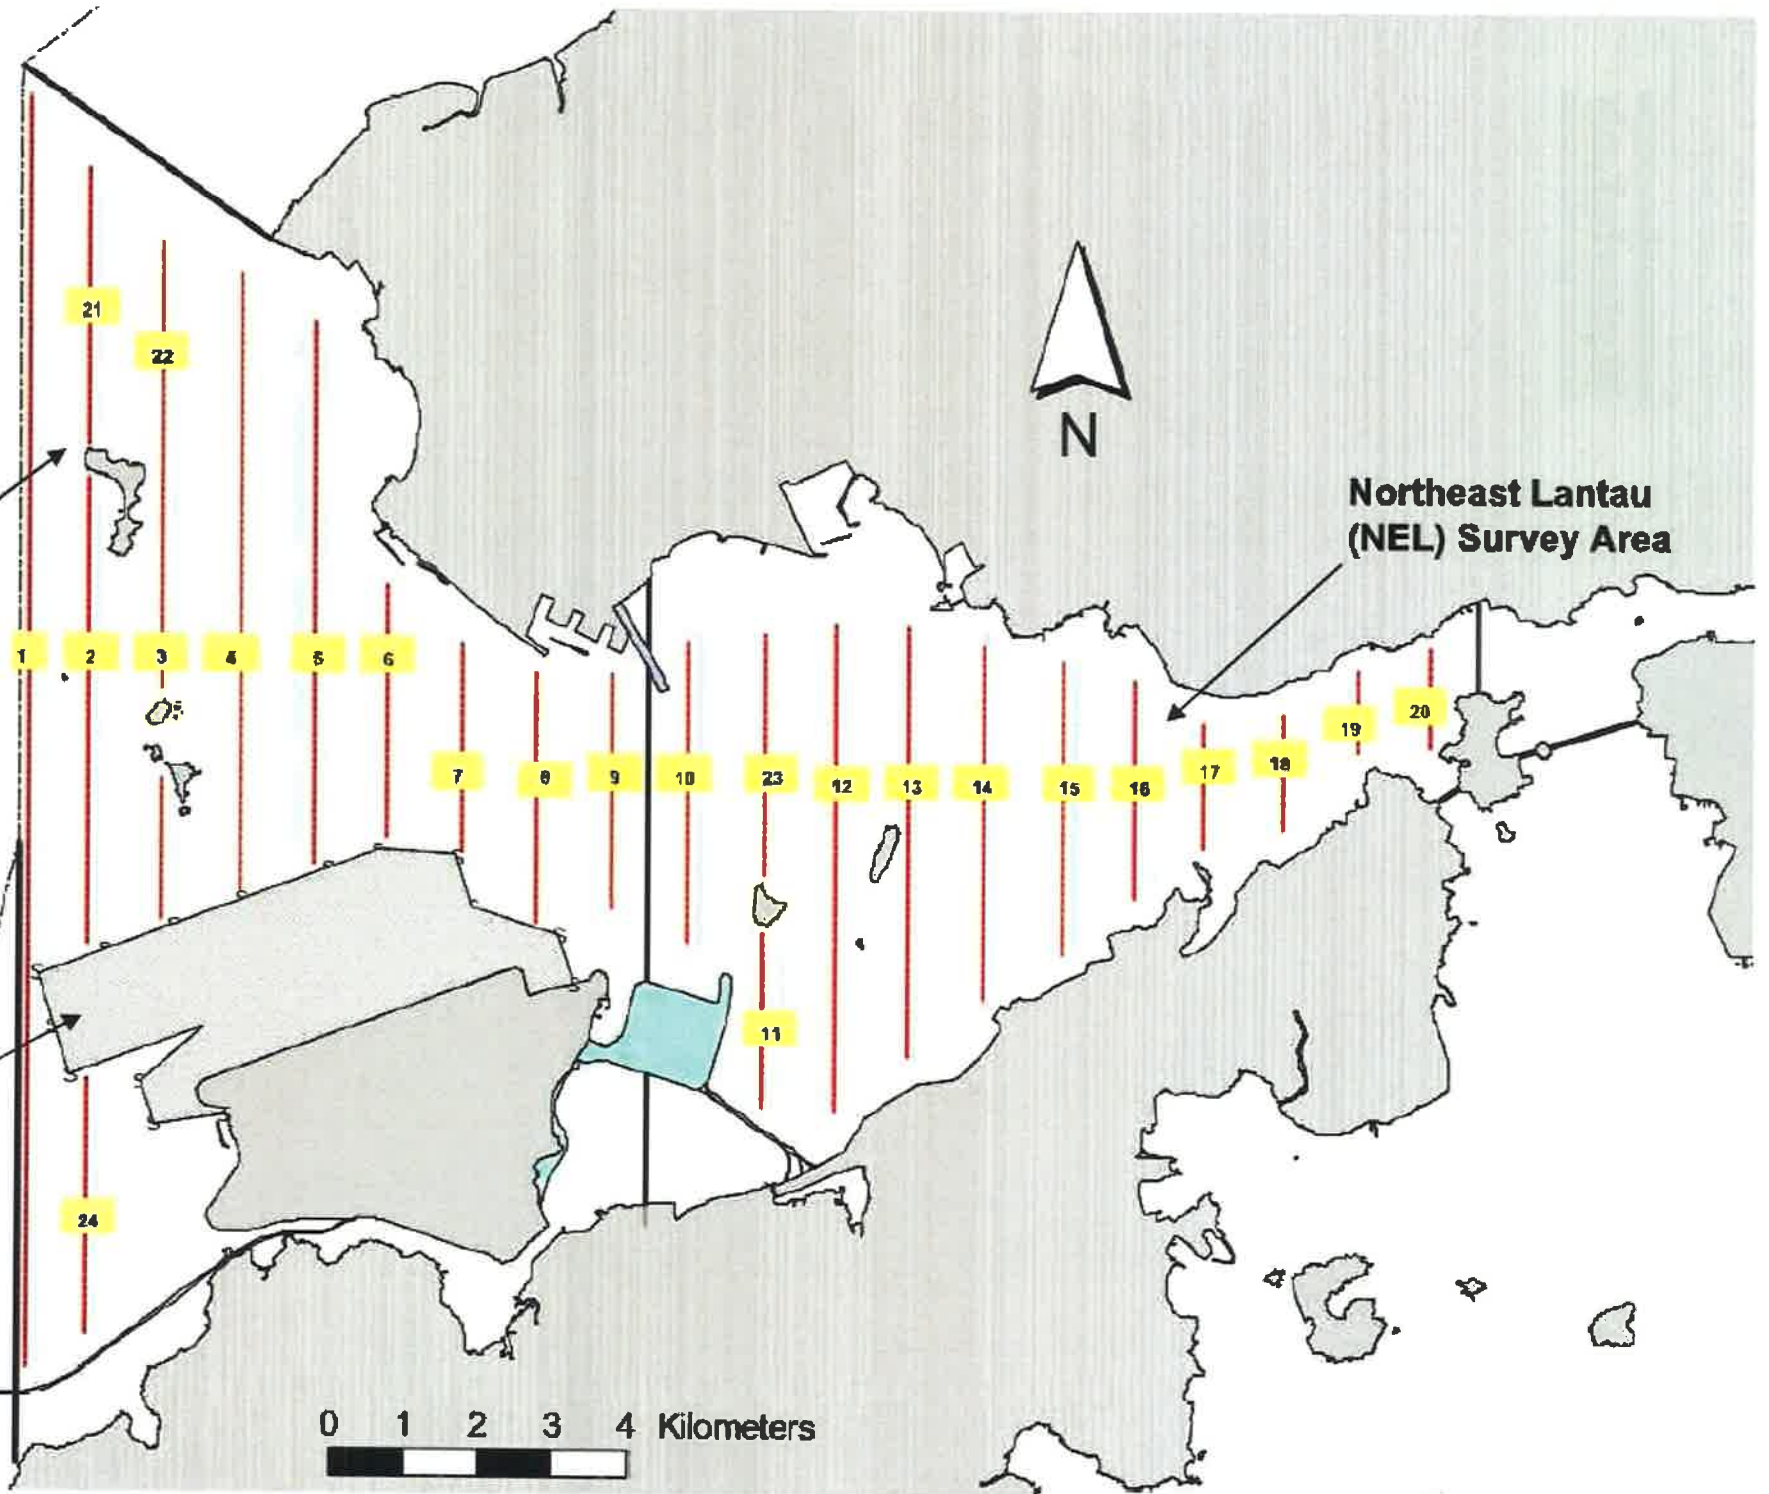 21
22
N
Northeast Lantau
(NEL) Survey Area
1 2 3 4 5 6
7 8 9 10 23 12 13 14 15 16 17 18 19 20
11
24
0 1 2 3 4 Kilometers